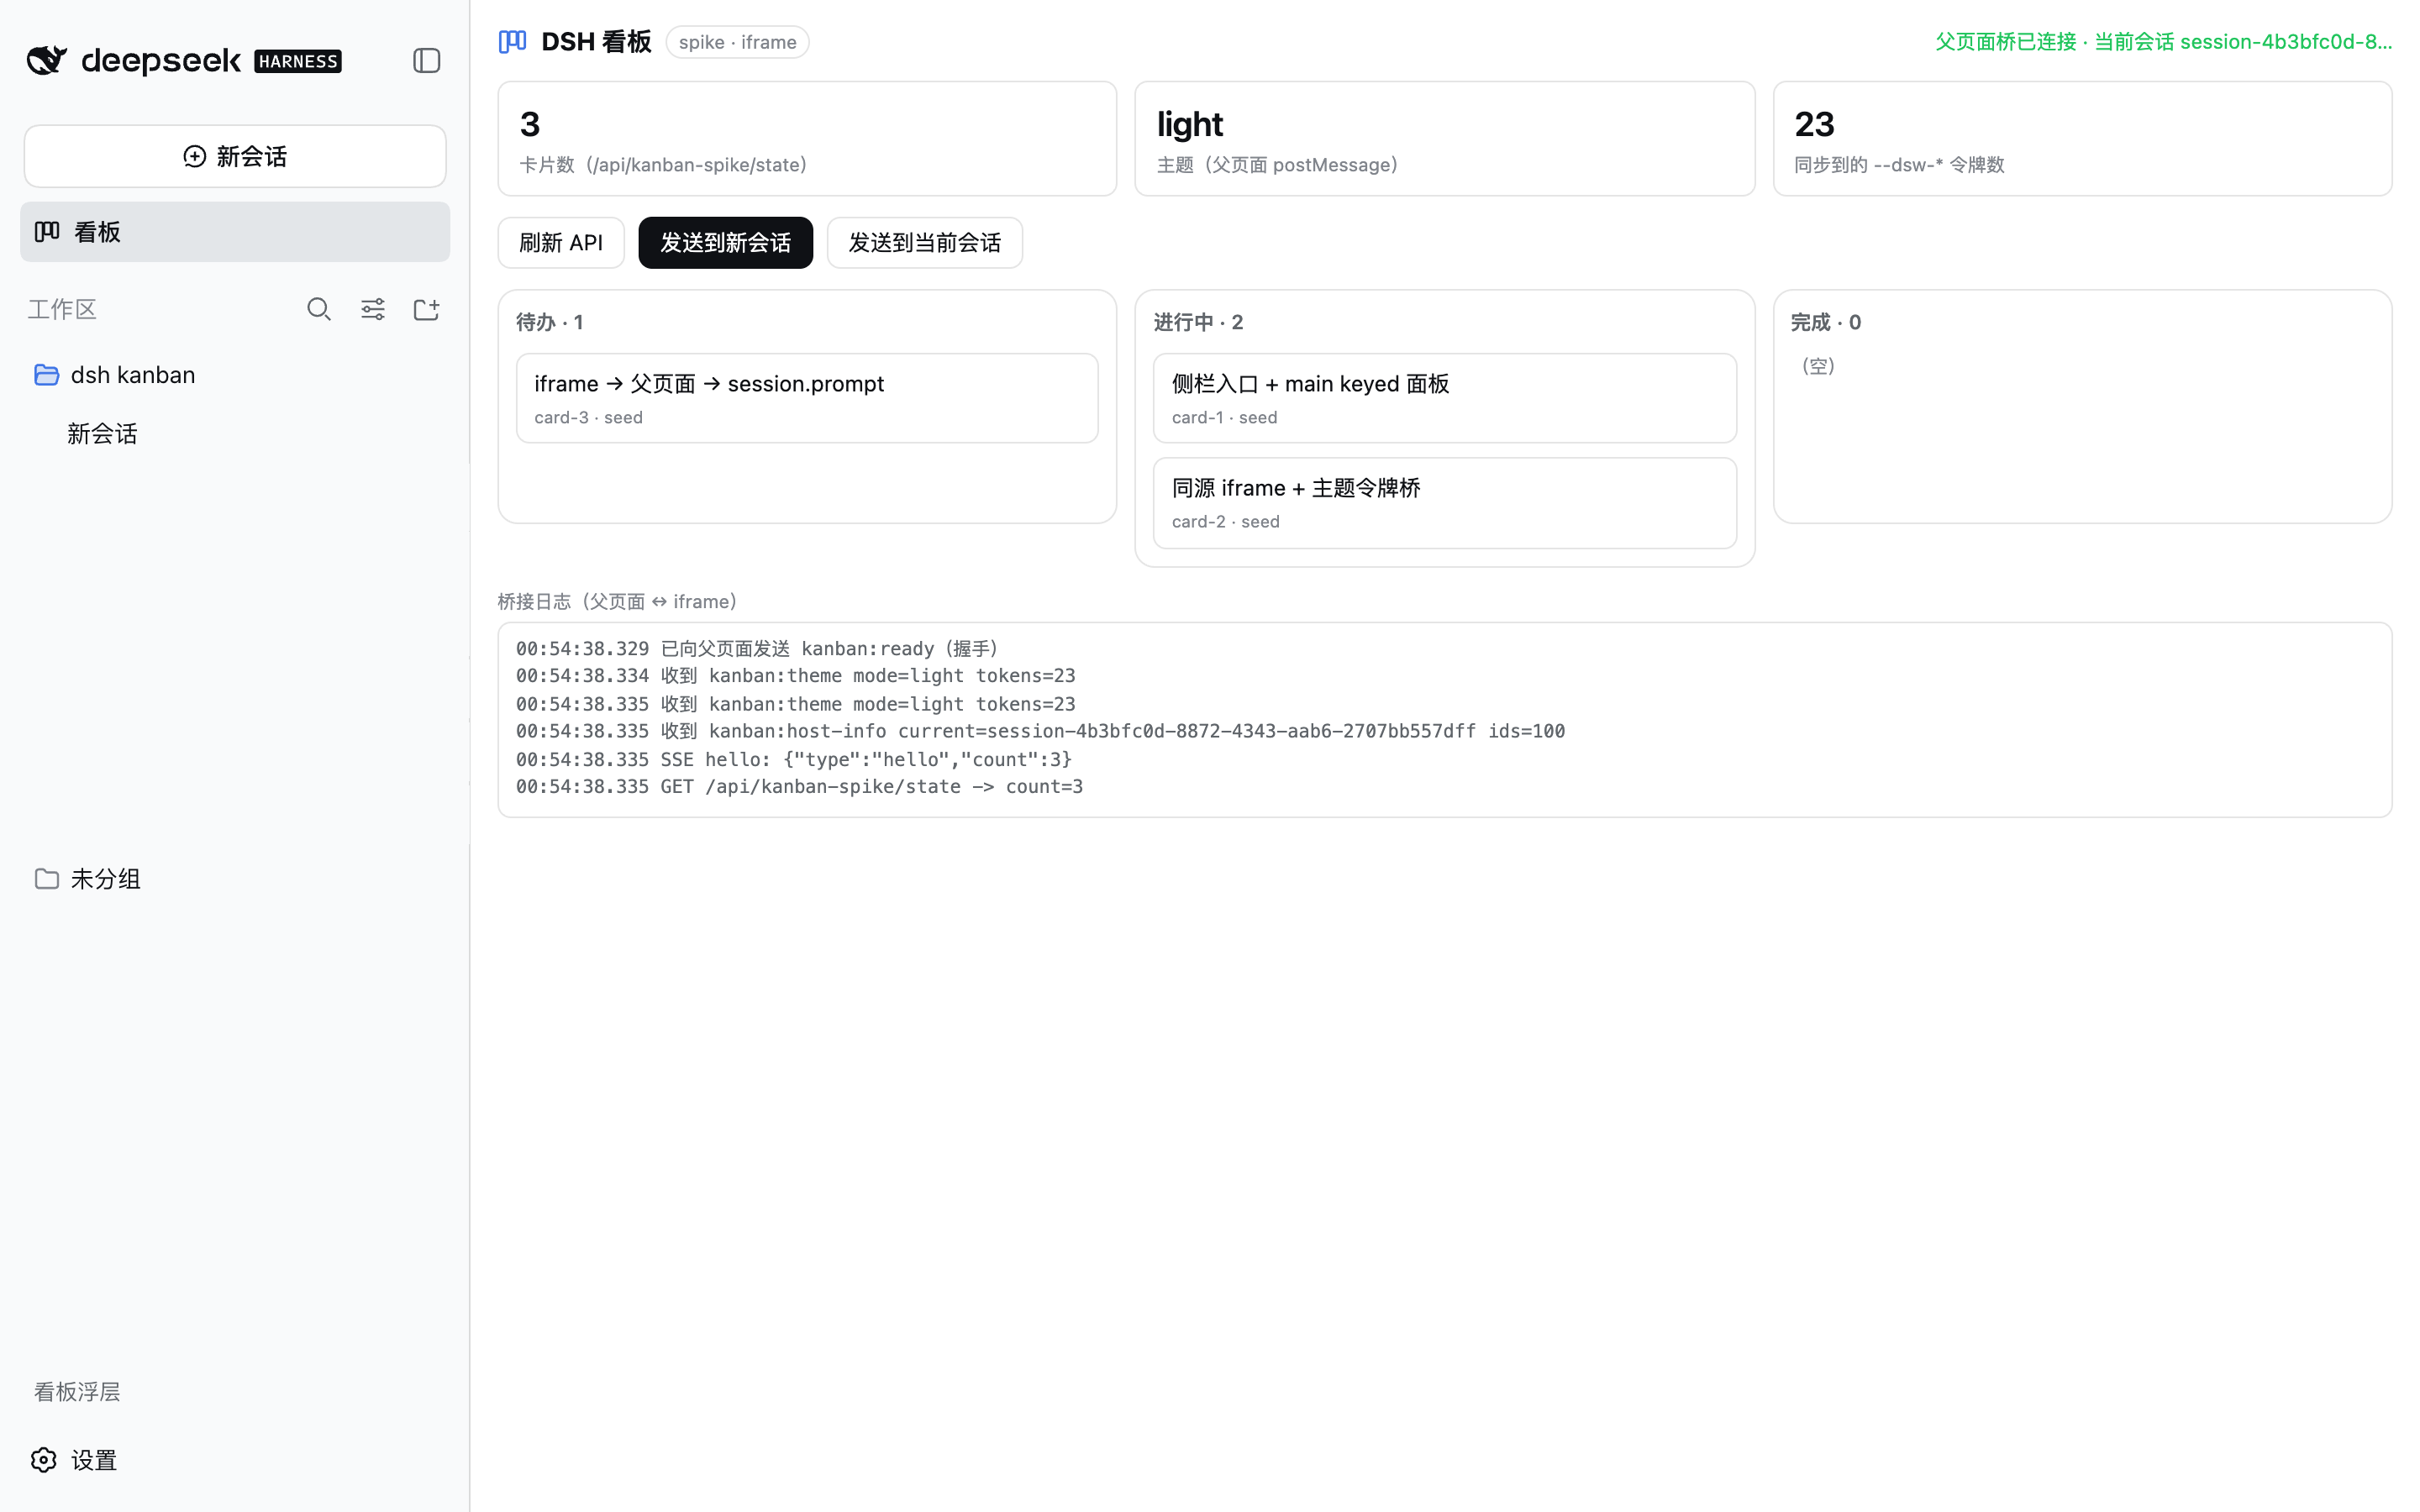 deepseek HARNESS
新会话
看板
工作区
dsh kanban
新会话
未分组
看板浮层
设置
DSH 看板 spike · iframe
父页面桥已连接 · 当前会话 session-4b3bfc0d-8...
3
卡片数（/api/kanban-spike/state）
light
主题（父页面 postMessage）
23
同步到的 --dsw-* 令牌数
刷新 API 发送到新会话 发送到当前会话
待办 · 1
iframe → 父页面 → session.prompt
card-3 · seed
进行中 · 2
侧栏入口 + main keyed 面板
card-1 · seed
同源 iframe + 主题令牌桥
card-2 · seed
完成 · 0
（空）
桥接日志（父页面 ↔ iframe）
00:54:38.329 已向父页面发送 kanban:ready（握手）
00:54:38.334 收到 kanban:theme mode=light tokens=23
00:54:38.335 收到 kanban:theme mode=light tokens=23
00:54:38.335 收到 kanban:host-info current=session-4b3bfc0d-8872-4343-aab6-2707bb557dff ids=100
00:54:38.335 SSE hello: {"type":"hello","count":3}
00:54:38.335 GET /api/kanban-spike/state -> count=3